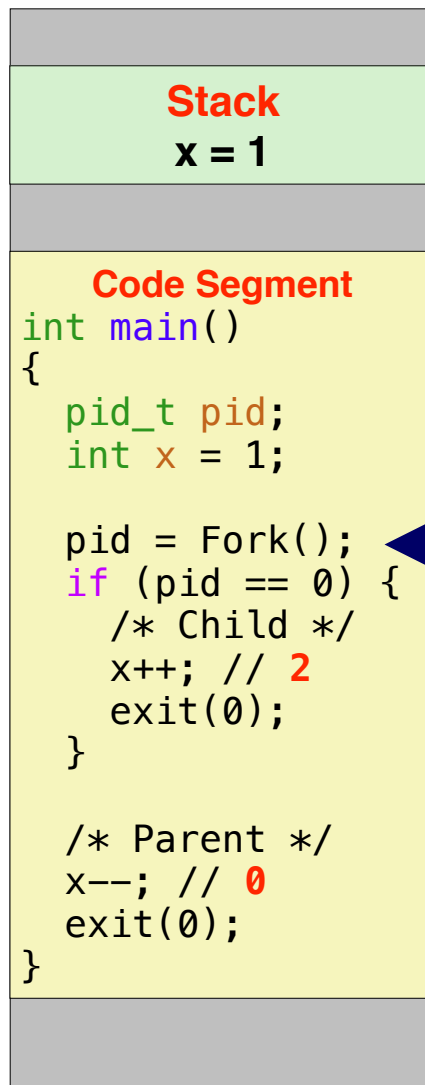 Stack
x = 1
Code Segment
int main()
{
  pid_t pid;
  int x = 1;

  pid = Fork();
  if (pid == 0) {
    /* Child */
    x++; // 2
    exit(0);
  }

  /* Parent */
  x--; // 0
  exit(0);
}